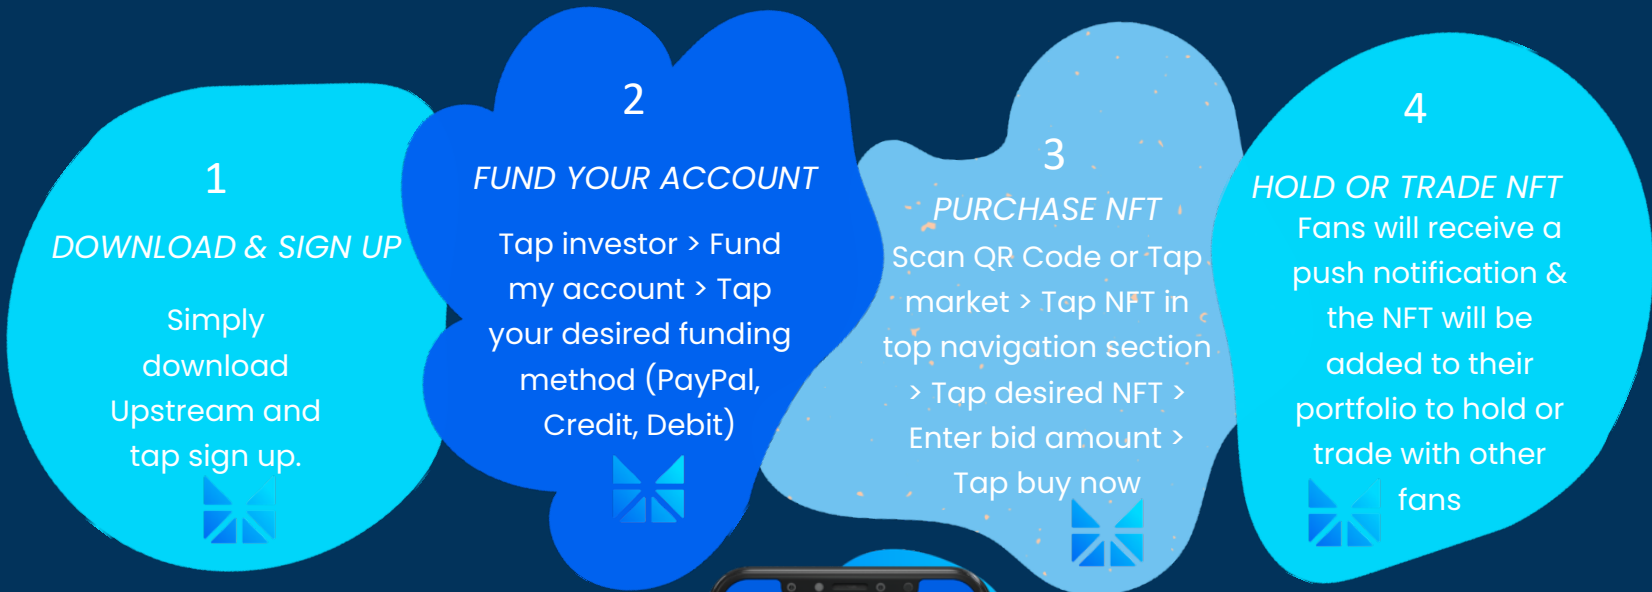 1
DOWNLOAD & SIGN UP
Simply
download
Upstream and
tap sign up.
2
FUND YOUR ACCOUNT
Tap investor > Fund
my account > Tap
your desired funding
method (PayPal,
Credit, Debit)
3
PURCHASE NFT
Scan QR Code or Tap
market > Tap NFT in
top navigation section
> Tap desired NFT >
Enter bid amount >
Tap buy now
4
HOLD OR TRADE NFT
Fans will receive a
push notification &
the NFT will be
added to their
portfolio to hold or
trade with other
fans